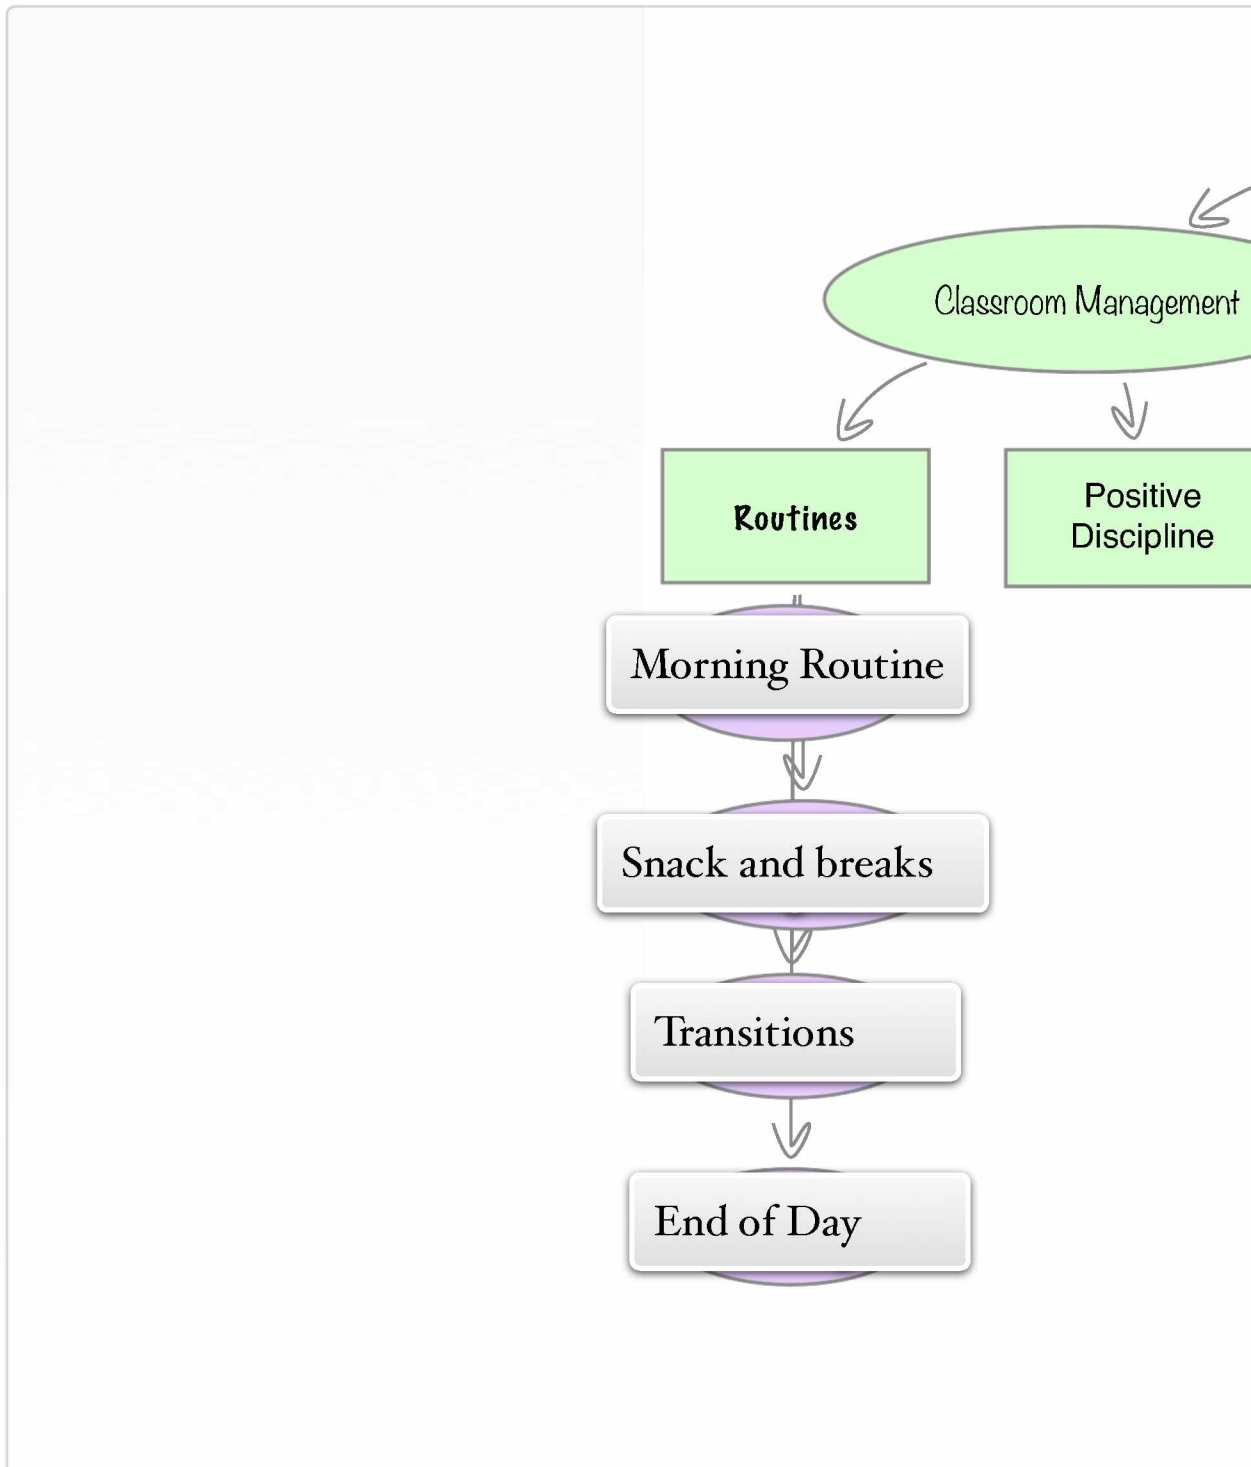 Classroom Management
Routines
Positive
Discipline
Morning Routine
Snack and breaks
Transitions
End of Day